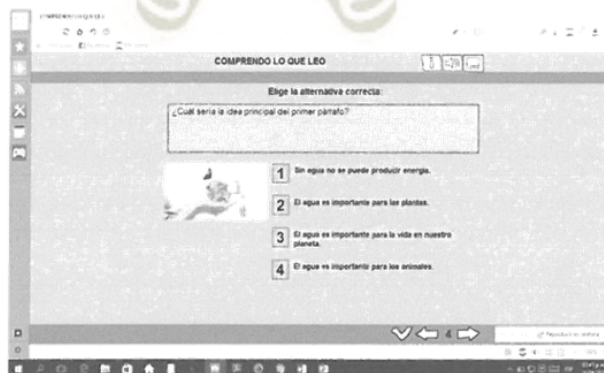 COMPRENDO LO QUE LEO
Elige la alternativa correcta:
¿Cuál sería la idea principal del primer párrafo?
1 Sin agua no se puede producir energía.
2 El agua es importante para las plantas.
3 El agua es importante para la vida en nuestro
planeta.
4 El agua es importante para los animales.
4